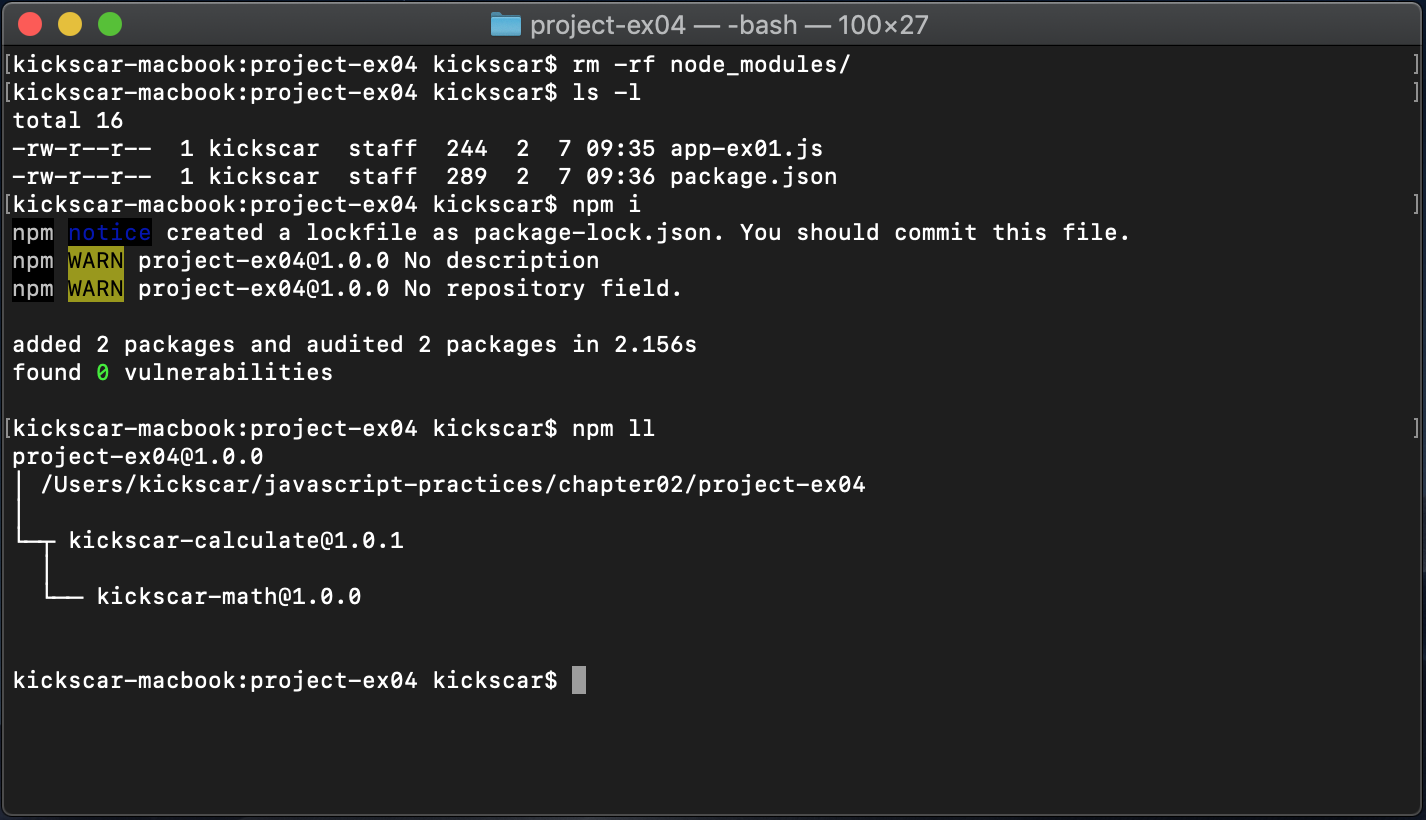 project-ex04 — -bash — 100×27
[kickscar-macbook:project-ex04 kickscar$ rm -rf node_modules/ ]
[kickscar-macbook:project-ex04 kickscar$ ls -l ]
total 16
-rw-r--r--  1 kickscar  staff  244  2  7 09:35 app-ex01.js
-rw-r--r--  1 kickscar  staff  289  2  7 09:36 package.json
[kickscar-macbook:project-ex04 kickscar$ npm i ]
npm notice created a lockfile as package-lock.json. You should commit this file.
npm WARN project-ex04@1.0.0 No description
npm WARN project-ex04@1.0.0 No repository field.
added 2 packages and audited 2 packages in 2.156s
found 0 vulnerabilities
[kickscar-macbook:project-ex04 kickscar$ npm ll ]
project-ex04@1.0.0
│ /Users/kickscar/javascript-practices/chapter02/project-ex04
│
└─┬ kickscar-calculate@1.0.1
  │
  └── kickscar-math@1.0.0
kickscar-macbook:project-ex04 kickscar$